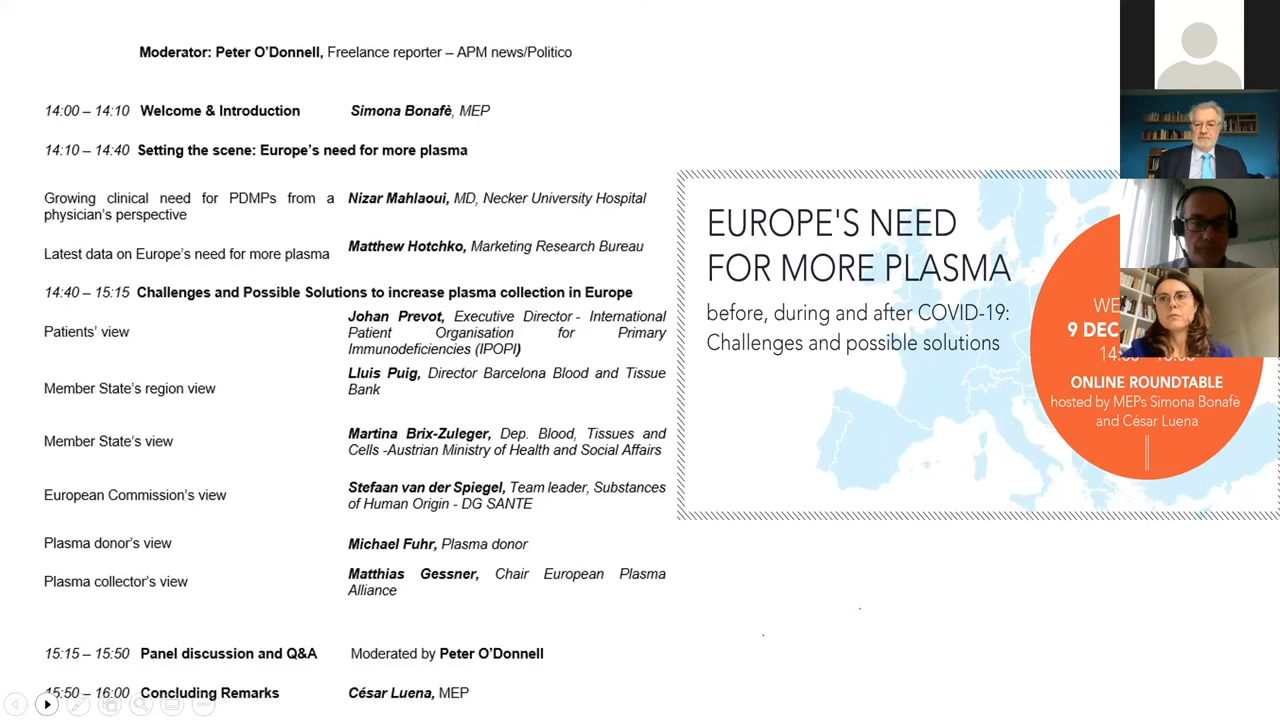 Moderator: Peter O'Donnell, Freelance reporter – APM news/Politico
14:00 – 14:10 Welcome & Introduction Simona Bonafè, MEP
14:10 – 14:40 Setting the scene: Europe's need for more plasma
Growing clinical need for PDMPs from a
physician's perspective
Nizar Mahlaoui, MD, Necker University Hospital
Latest data on Europe's need for more plasma
Matthew Hotchko, Marketing Research Bureau
14:40 – 15:15 Challenges and Possible Solutions to increase plasma collection in Europe
Patients' view
Johan Prevot, Executive Director - International
Patient Organisation for Primary
Immunodeficiencies (IPOPI)
Member State's region view
Lluis Puig, Director Barcelona Blood and Tissue
Bank
Member State's view
Martina Brix-Zuleger, Dep. Blood, Tissues and
Cells -Austrian Ministry of Health and Social Affairs
European Commission's view
Stefaan van der Spiegel, Team leader, Substances
of Human Origin - DG SANTE
Plasma donor's view
Michael Fuhr, Plasma donor
Plasma collector's view
Matthias Gessner, Chair European Plasma
Alliance
15:15 – 15:50 Panel discussion and Q&A Moderated by Peter O'Donnell
15:50 – 16:00 Concluding Remarks César Luena, MEP
EUROPE'S NEED
FOR MORE PLASMA
before, during and after COVID-19:
Challenges and possible solutions
WE
9 DEC
ONLINE ROUNDTABLE
hosted by MEPs Simona Bonafè
and César Luena